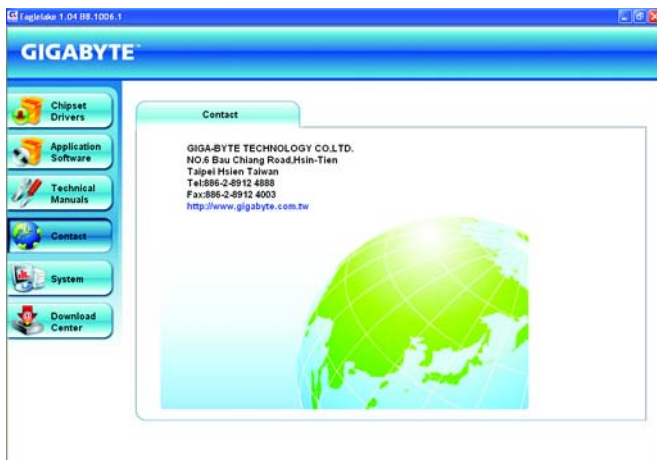 Eaglelake 1.04 B8.1006.1
GIGABYTE™
Chipset
Drivers
Application
Software
Technical
Manuals
Contact
System
Download
Center
Contact
GIGA-BYTE TECHNOLOGY CO,LTD.
NO.6 Bau Chiang Road,Hsin-Tien
Taipei Hsien Taiwan
Tel:886-2-8912 4888
Fax:886-2-8912 4003
http://www.gigabyte.com.tw